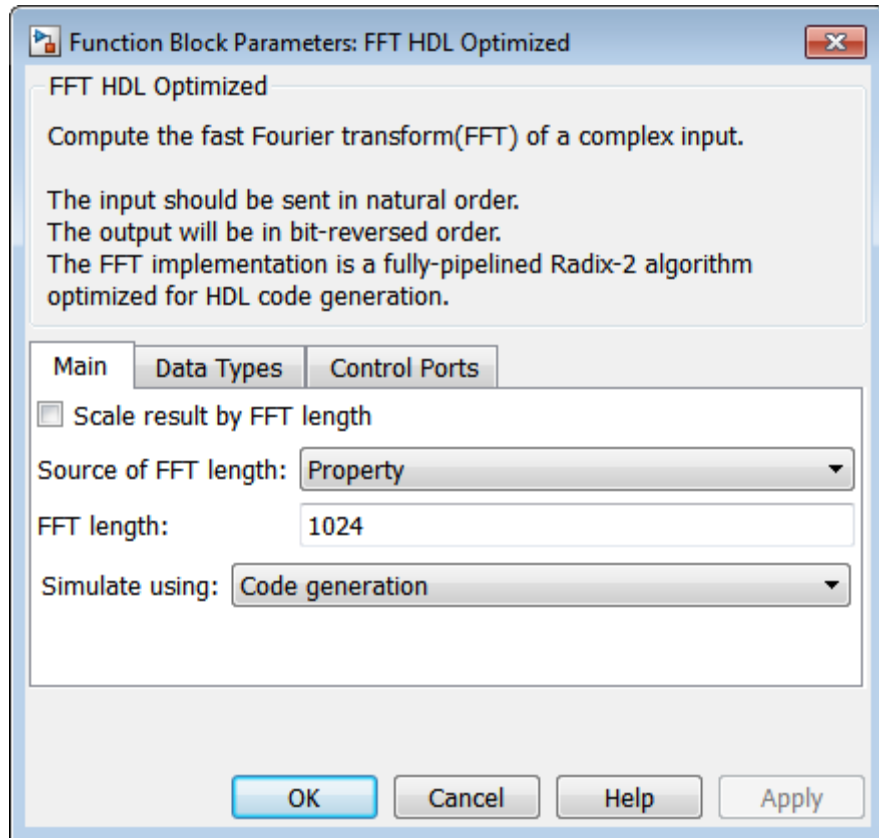 Function Block Parameters: FFT HDL Optimized
FFT HDL Optimized
Compute the fast Fourier transform(FFT) of a complex input.
The input should be sent in natural order.
The output will be in bit-reversed order.
The FFT implementation is a fully-pipelined Radix-2 algorithm
optimized for HDL code generation.
Main Data Types Control Ports
Scale result by FFT length
Source of FFT length: Property
FFT length: 1024
Simulate using: Code generation
OK Cancel Help Apply